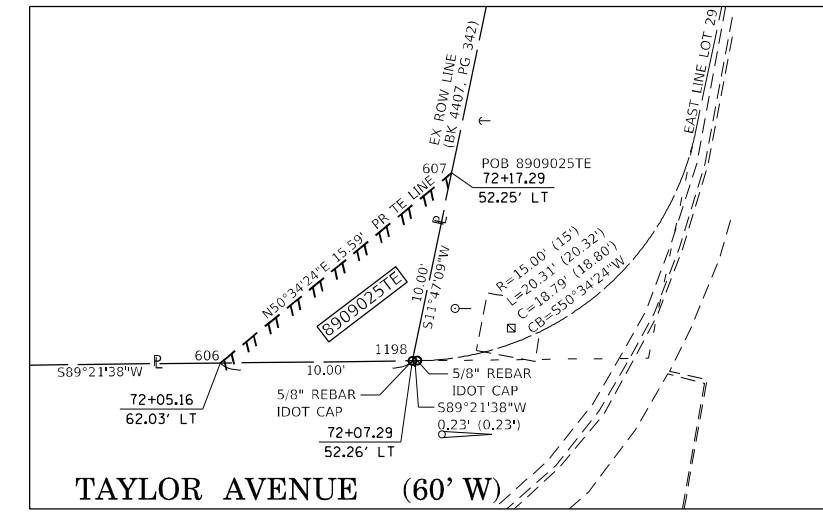 EX ROW LINE
(BK 4407, PG 342)
EAST LINE LOT 29
607
POB 8909025TE
72+17.29
52.25' LT
PR TE LINE
N50°34'24"E 15.59'
8909025TE
10.00'
S11°47'09"W
R=15.00' (15')
L=20.31' (20.32')
C=18.79' (18.80')
CB=S50°34'24"W
606
1198
S89°21'38"W
10.00'
72+05.16
62.03' LT
5/8" REBAR
IDOT CAP
5/8" REBAR
IDOT CAP
S89°21'38"W
0.23' (0.23')
72+07.29
52.26' LT
TAYLOR AVENUE (60' W)